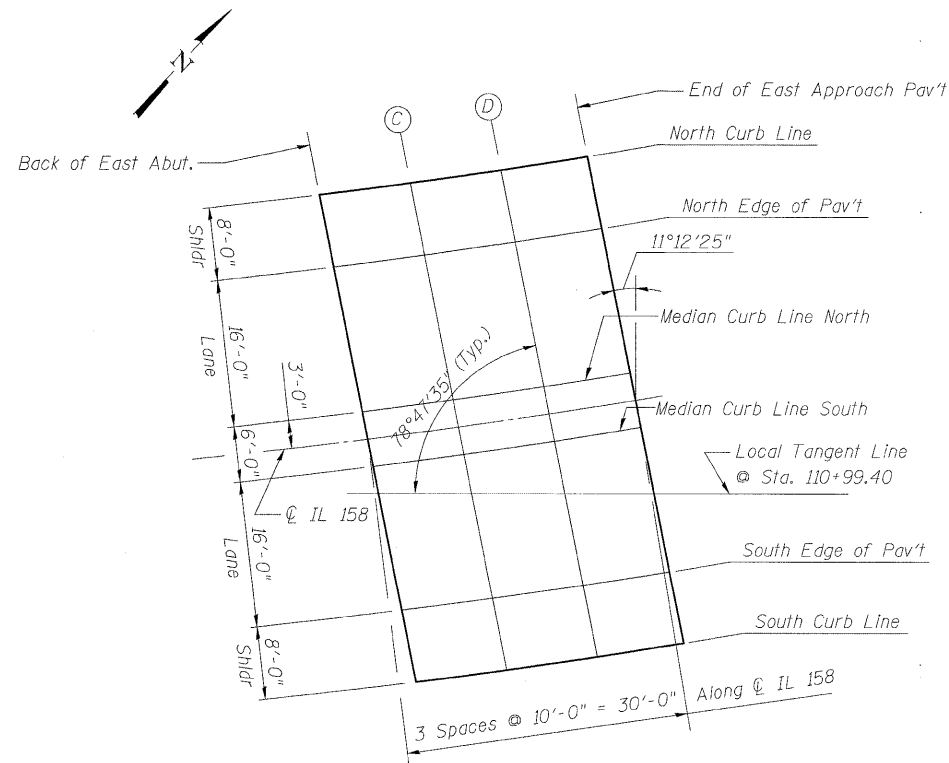 N
C
D
End of East Approach Pav't
North Curb Line
Back of East Abut.
North Edge of Pav't
11°12'25"
8'-0"
Shldr
Median Curb Line North
16'-0"
Lane
3'-0"
78°47'35" (Typ.)
Median Curb Line South
6'-0"
Local Tangent Line
@ Sta. 110+99.40
℄ IL 158
16'-0"
Lane
South Edge of Pav't
South Curb Line
8'-0"
Shldr
3 Spaces @ 10'-0" = 30'-0" Along ℄ IL 158